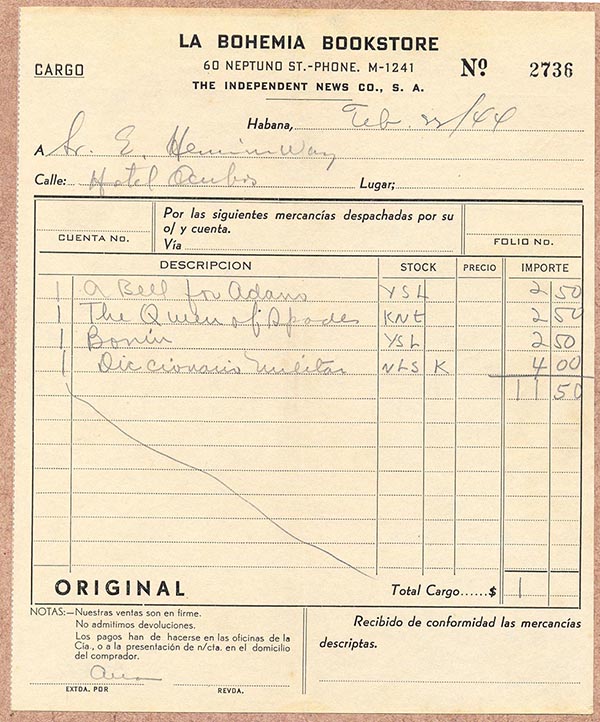 LA BOHEMIA BOOKSTORE
CARGO 60 NEPTUNO ST.-PHONE. M-1241 Nº 2736
THE INDEPENDENT NEWS CO., S. A.
Habana, Feb. 22/44
A Sr. E. Hemin Way
Calle: Hotel Lugar;
CUENTA No. Por las siguientes mercancías despachadas por su
o/ y cuenta.
Vía FOLIO No.
DESCRIPCION STOCK PRECIO IMPORTE
1 A Bell for Adano YSL 2 50
1 The Queen of Spades KNE 2 50
1 YSL 2 50
1 Diccionario Militar NLS K 4 00
11 50
ORIGINAL Total Cargo......$ 1
NOTAS:—Nuestras ventas son en firme.
No admitimos devoluciones.
Los pagos han de hacerse en las oficinas de la
Cía., o a la presentación de n/cta. en el domicilio
del comprador.
Recibido de conformidad las mercancías
descriptas.
EXTDA. POR REVDA.